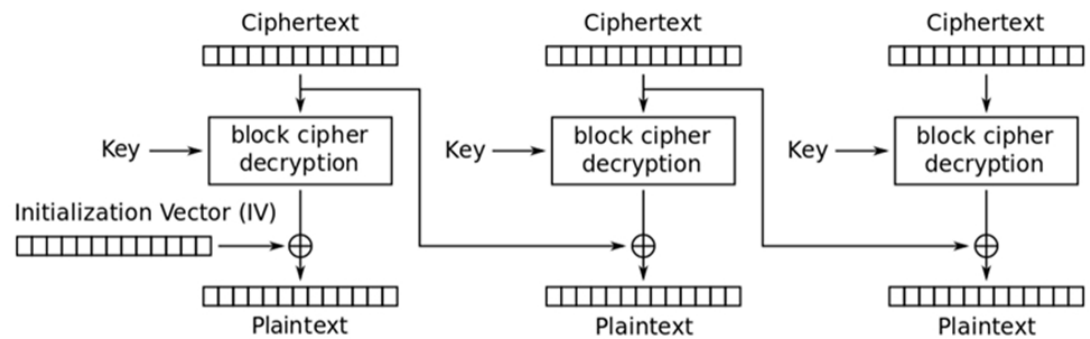 Ciphertext
Ciphertext
Ciphertext
Key
block cipher
decryption
Key
block cipher
decryption
Key
block cipher
decryption
Initialization Vector (IV)
Plaintext
Plaintext
Plaintext